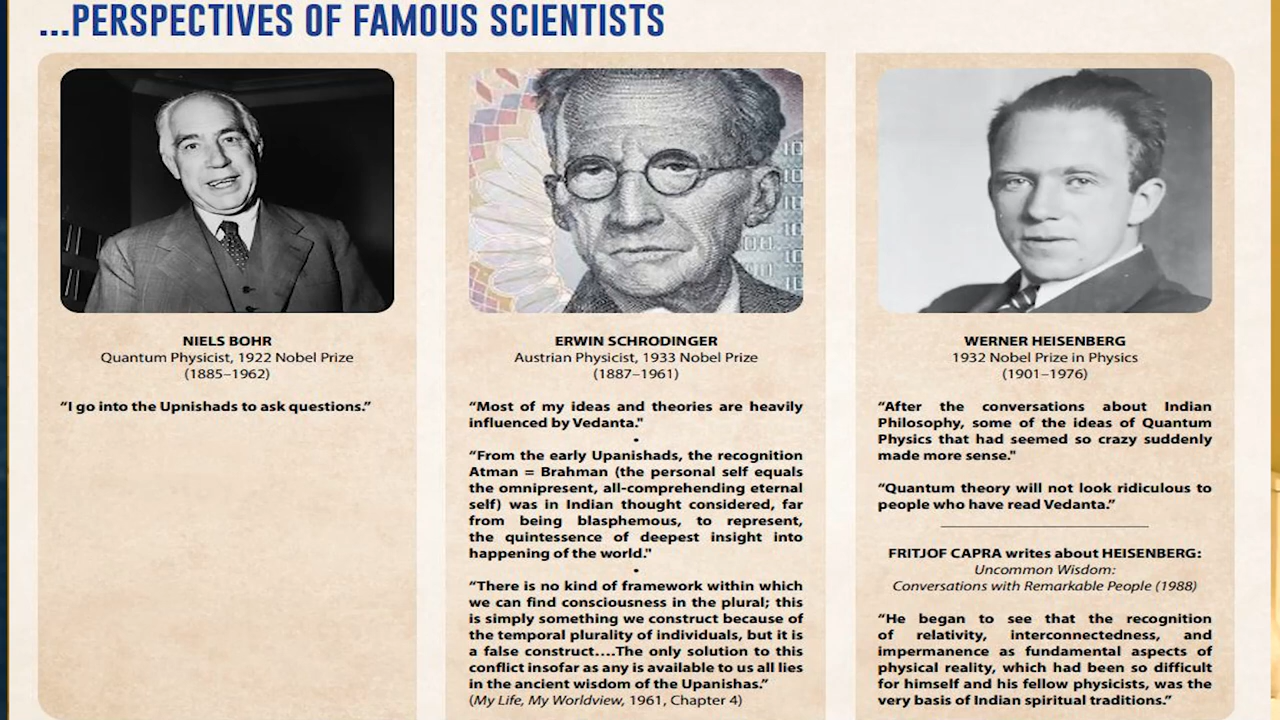 ...PERSPECTIVES OF FAMOUS SCIENTISTS
NIELS BOHR
Quantum Physicist, 1922 Nobel Prize
(1885–1962)
“I go into the Upnishads to ask questions.”
ERWIN SCHRODINGER
Austrian Physicist, 1933 Nobel Prize
(1887–1961)
“Most of my ideas and theories are heavily
influenced by Vedanta."
•
“From the early Upanishads, the recognition
Atman = Brahman (the personal self equals
the omnipresent, all-comprehending eternal
self) was in Indian thought considered, far
from being blasphemous, to represent,
the quintessence of deepest insight into
happening of the world."
•
“There is no kind of framework within which
we can find consciousness in the plural; this
is simply something we construct because of
the temporal plurality of individuals, but it is
a false construct....The only solution to this
conflict insofar as any is available to us all lies
in the ancient wisdom of the Upanishas.”
(My Life, My Worldview, 1961, Chapter 4)
WERNER HEISENBERG
1932 Nobel Prize in Physics
(1901–1976)
“After the conversations about Indian
Philosophy, some of the ideas of Quantum
Physics that had seemed so crazy suddenly
made more sense."
“Quantum theory will not look ridiculous to
people who have read Vedanta.”
FRITJOF CAPRA writes about HEISENBERG:
Uncommon Wisdom:
Conversations with Remarkable People (1988)
“He began to see that the recognition
of relativity, interconnectedness, and
impermanence as fundamental aspects of
physical reality, which had been so difficult
for himself and his fellow physicists, was the
very basis of Indian spiritual traditions.”